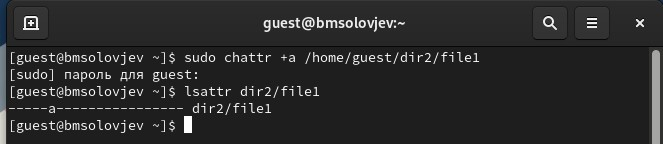 guest@bmsolovjev:~
[guest@bmsolovjev ~]$ sudo chattr +a /home/guest/dir2/file1
[sudo] пароль для guest:
[guest@bmsolovjev ~]$ lsattr dir2/file1
-----a---------------- dir2/file1
[guest@bmsolovjev ~]$